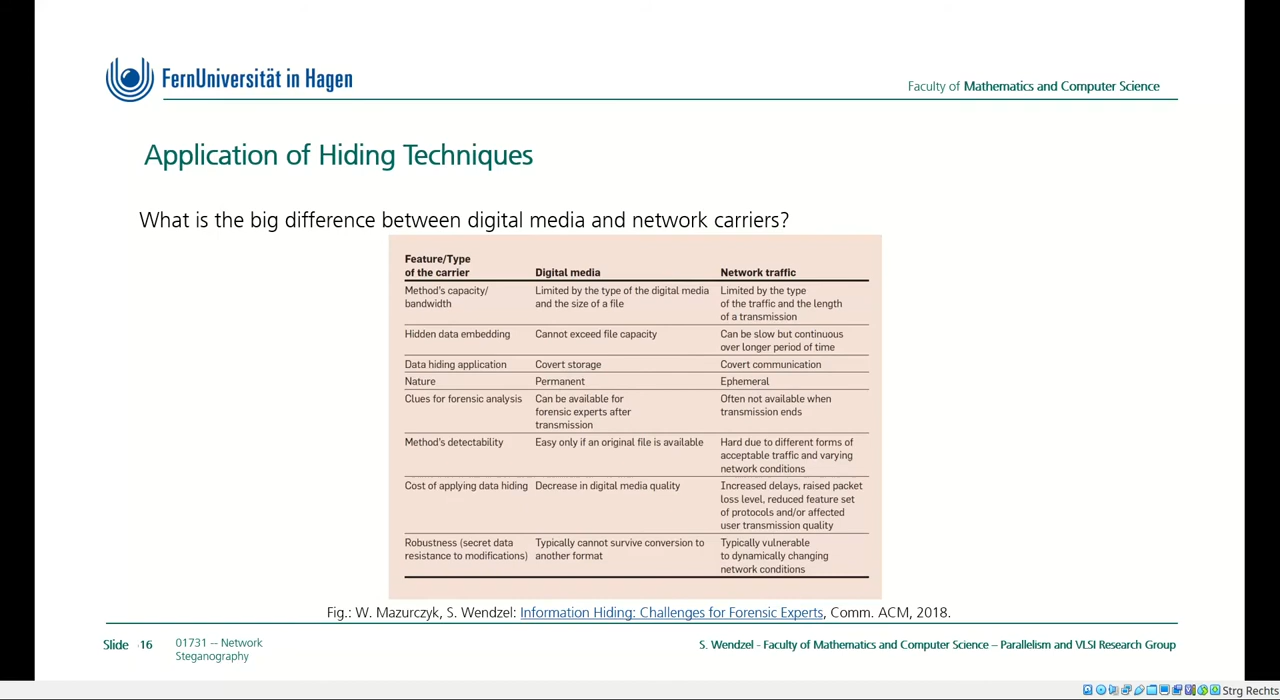 FernUniversität in Hagen
Faculty of Mathematics and Computer Science
Application of Hiding Techniques
What is the big difference between digital media and network carriers?
Feature/Type
of the carrier
Digital media
Network traffic
Method's capacity/
bandwidth
Limited by the type of the digital media
and the size of a file
Limited by the type
of the traffic and the length
of a transmission
Hidden data embedding
Cannot exceed file capacity
Can be slow but continuous
over longer period of time
Data hiding application
Covert storage
Covert communication
Nature
Permanent
Ephemeral
Clues for forensic analysis
Can be available for
forensic experts after
transmission
Often not available when
transmission ends
Method's detectability
Easy only if an original file is available
Hard due to different forms of
acceptable traffic and varying
network conditions
Cost of applying data hiding
Decrease in digital media quality
Increased delays, raised packet
loss level, reduced feature set
of protocols and/or affected
user transmission quality
Robustness (secret data
resistance to modifications)
Typically cannot survive conversion to
another format
Typically vulnerable
to dynamically changing
network conditions
Fig.: W. Mazurczyk, S. Wendzel: Information Hiding: Challenges for Forensic Experts, Comm. ACM, 2018.
Slide 16
01731 -- Network
Steganography
S. Wendzel - Faculty of Mathematics and Computer Science – Parallelism and VLSI Research Group
Strg Rechts